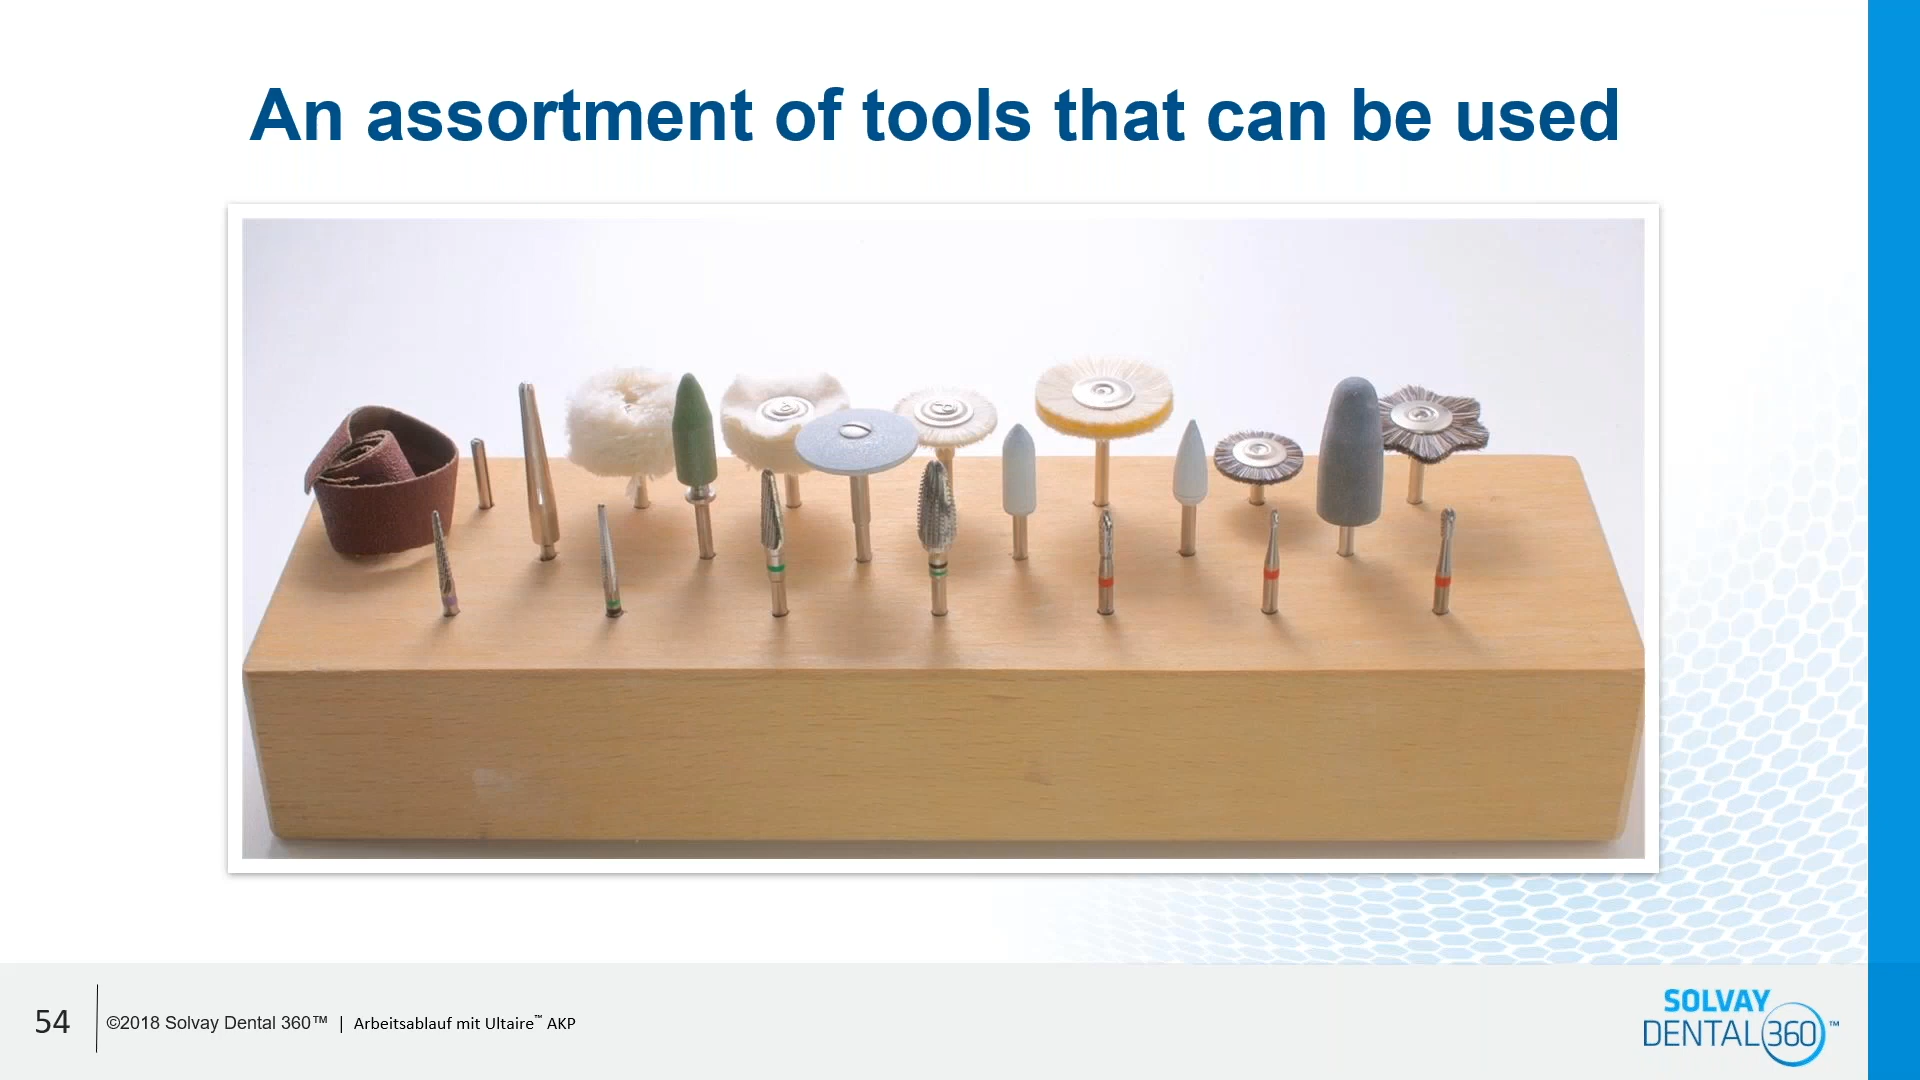 An assortment of tools that can be used
54
©2018 Solvay Dental 360™ | Arbeitsablauf mit Ultaire™ AKP
SOLVAY
DENTAL 360™